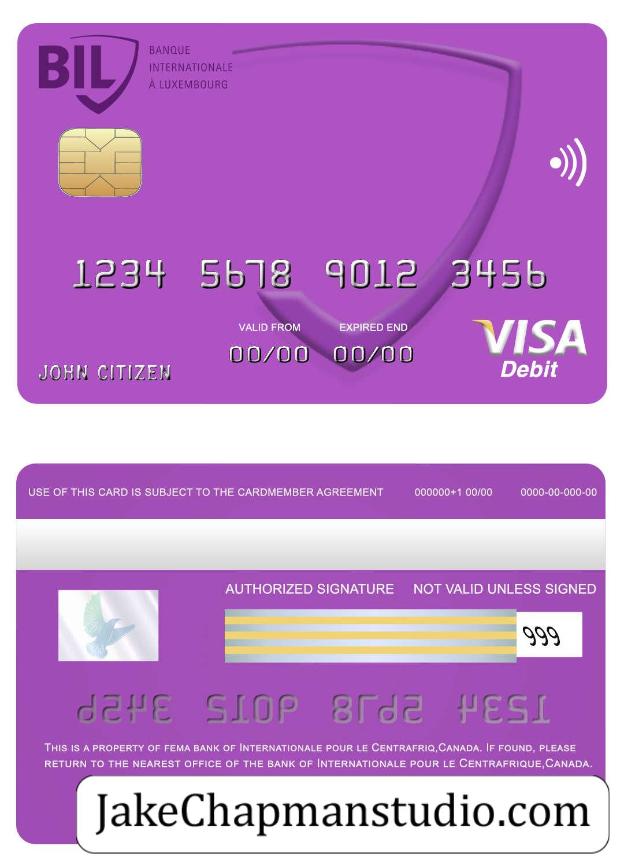 BIL
BANQUE
INTERNATIONALE
À LUXEMBOURG
1234 5678 9012 3456
VALID FROM EXPIRED END
00/00 00/00
JOHN CITIZEN
VISA
Debit
USE OF THIS CARD IS SUBJECT TO THE CARDMEMBER AGREEMENT 000000+1 00/00 0000-00-000-00
AUTHORIZED SIGNATURE NOT VALID UNLESS SIGNED
999
THIS IS A PROPERTY OF FEMA BANK OF INTERNATIONALE POUR LE CENTRAFRIQ,CANADA. IF FOUND, PLEASE
RETURN TO THE NEAREST OFFICE OF THE BANK OF INTERNATIONALE POUR LE CENTRAFRIQUE,CANADA.
JakeChapmanstudio.com